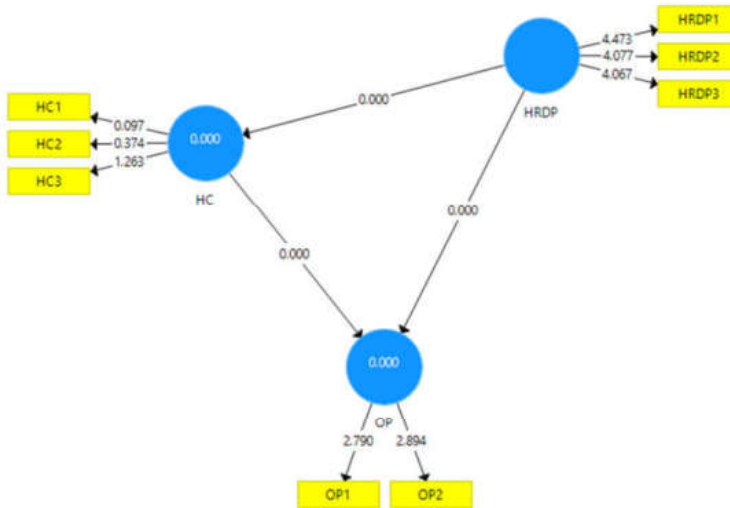 HRDP1
4.473
4.077
HRDP2
4.067
HRDP3
HRDP
0.000
HC1
0.097
HC2
0.374
0.000
HC3
1.263
HC
0.000
0.000
0.000
OP
2.790
2.894
OP1
OP2